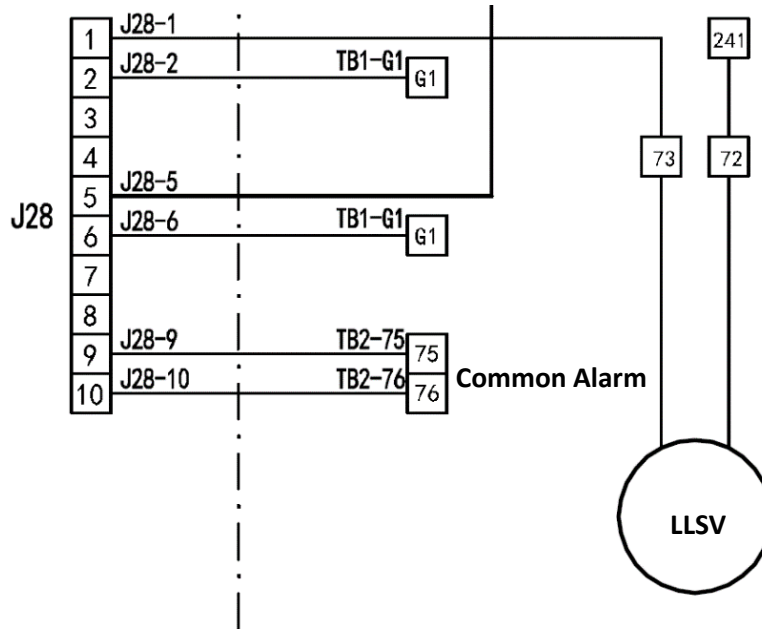 1 J28-1
241
2 J28-2 TB1-G1 G1
3
4 73 72
5 J28-5
J28
6 J28-6 TB1-G1 G1
7
8
9 J28-9 TB2-75 75
10 J28-10 TB2-76 76 Common Alarm
LLSV